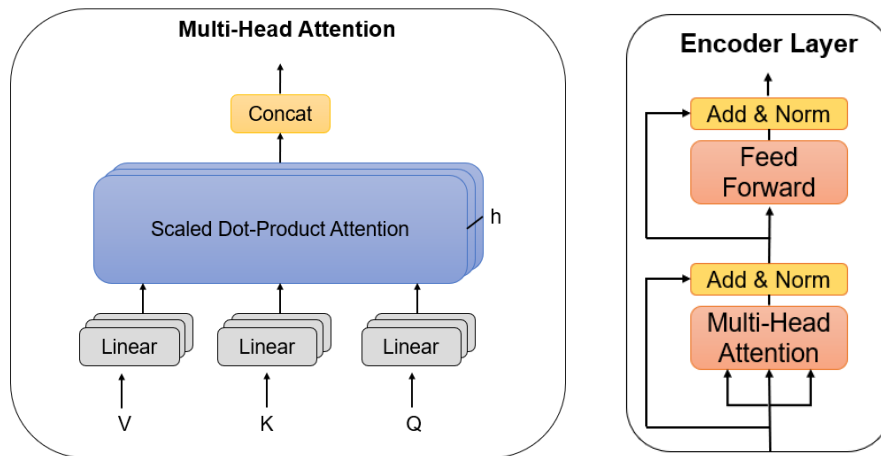 Multi-Head Attention
Concat
Scaled Dot-Product Attention
h
Linear
Linear
Linear
V
K
Q
Encoder Layer
Add & Norm
Feed
Forward
Add & Norm
Multi-Head
Attention